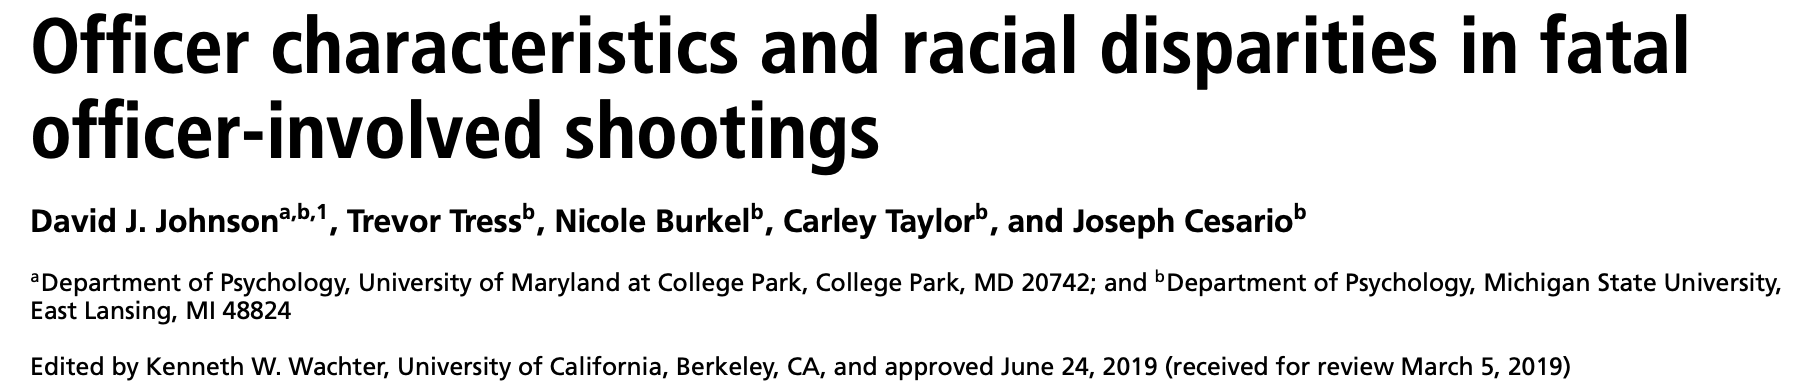 Officer characteristics and racial disparities in fatal
officer-involved shootings
David J. Johnsona,b,1, Trevor Tressb, Nicole Burkelb, Carley Taylorb, and Joseph Cesariob
aDepartment of Psychology, University of Maryland at College Park, College Park, MD 20742; and bDepartment of Psychology, Michigan State University,
East Lansing, MI 48824
Edited by Kenneth W. Wachter, University of California, Berkeley, CA, and approved June 24, 2019 (received for review March 5, 2019)